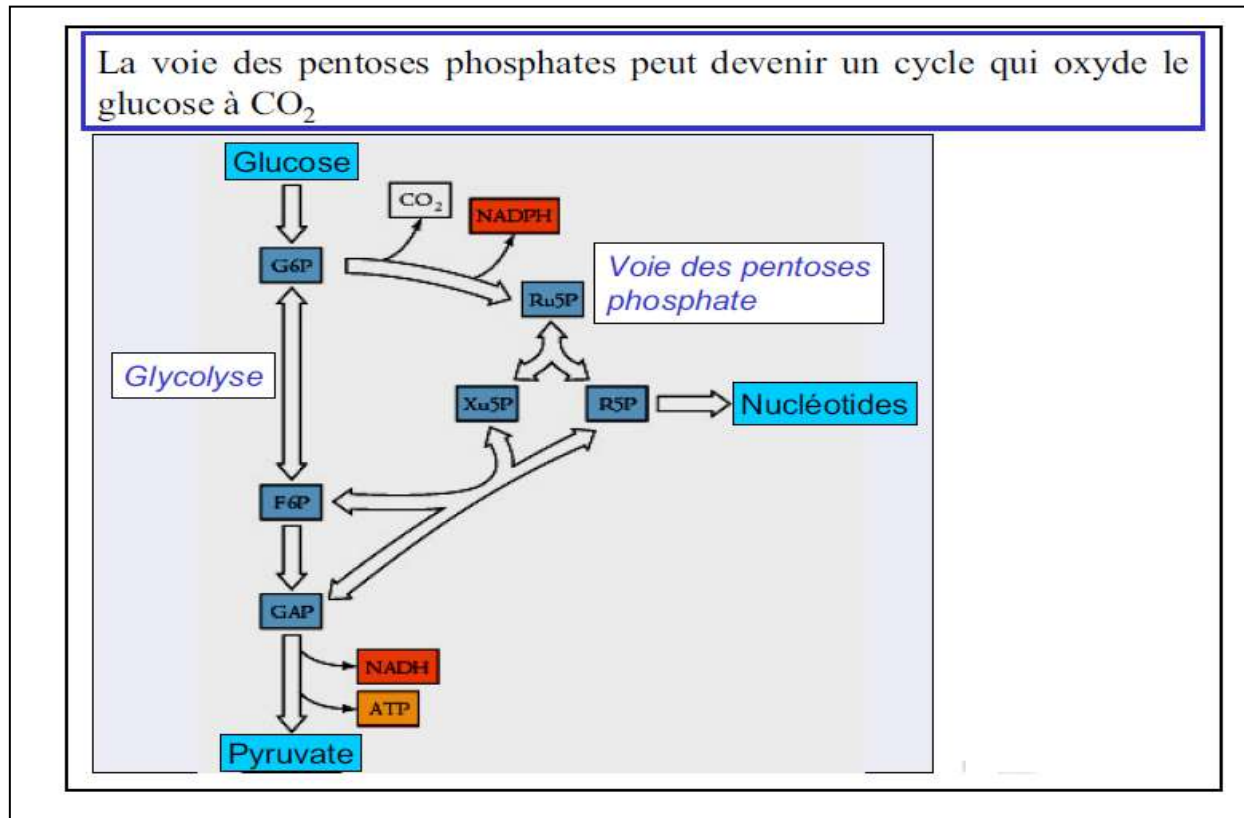 La voie des pentoses phosphates peut devenir un cycle qui oxyde le
glucose à CO₂
Glucose
CO₂
NADPH
G6P
Voie des pentoses
phosphate
Ru5P
Glycolyse
Xu5P
R5P
Nucléotides
F6P
GAP
NADH
ATP
Pyruvate